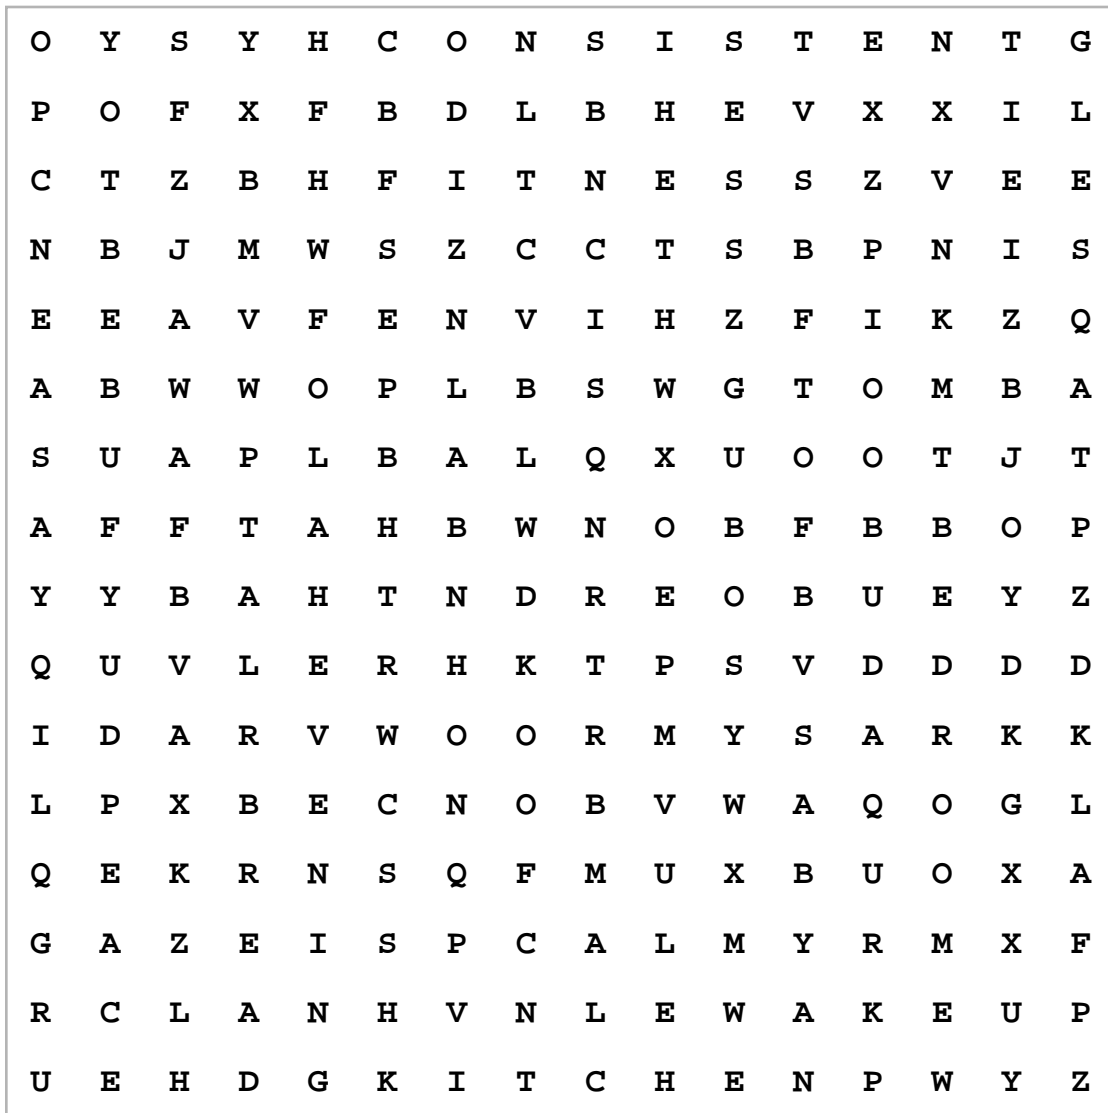 O Y S Y H C O N S I S T E N T G
P O F X F B D L B H E V X X I L
C T Z B H F I T N E S S Z V E E
N B J M W S Z C C T S B P N I S
E E A V F E N V I H Z F I K Z Q
A B W W O P L B S W G T O M B A
S U A P L B A L Q X U O O T J T
A F F T A H B W N O B F B B O P
Y Y B A H T N D R E O B U E Y Z
Q U V L E R H K T P S V D D D D
I D A R V W O O R M Y S A R K K
L P X B E C N O B V W A Q O G L
Q E K R N S Q F M U X B U O X A
G A Z E I S P C A L M Y R M X F
R C L A N H V N L E W A K E U P
U E H D G K I T C H E N P W Y Z